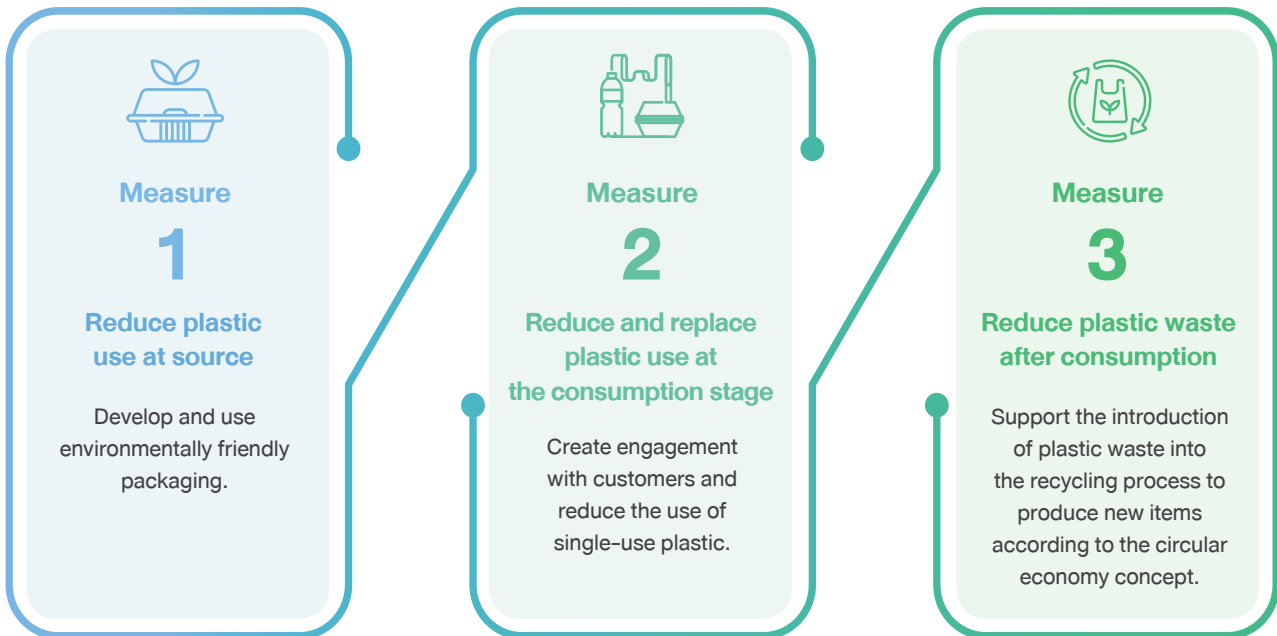 Measure
1
Reduce plastic
use at source
Develop and use
environmentally friendly
packaging.
Measure
2
Reduce and replace
plastic use at
the consumption stage
Create engagement
with customers and
reduce the use of
single-use plastic.
Measure
3
Reduce plastic waste
after consumption
Support the introduction
of plastic waste into
the recycling process to
produce new items
according to the circular
economy concept.